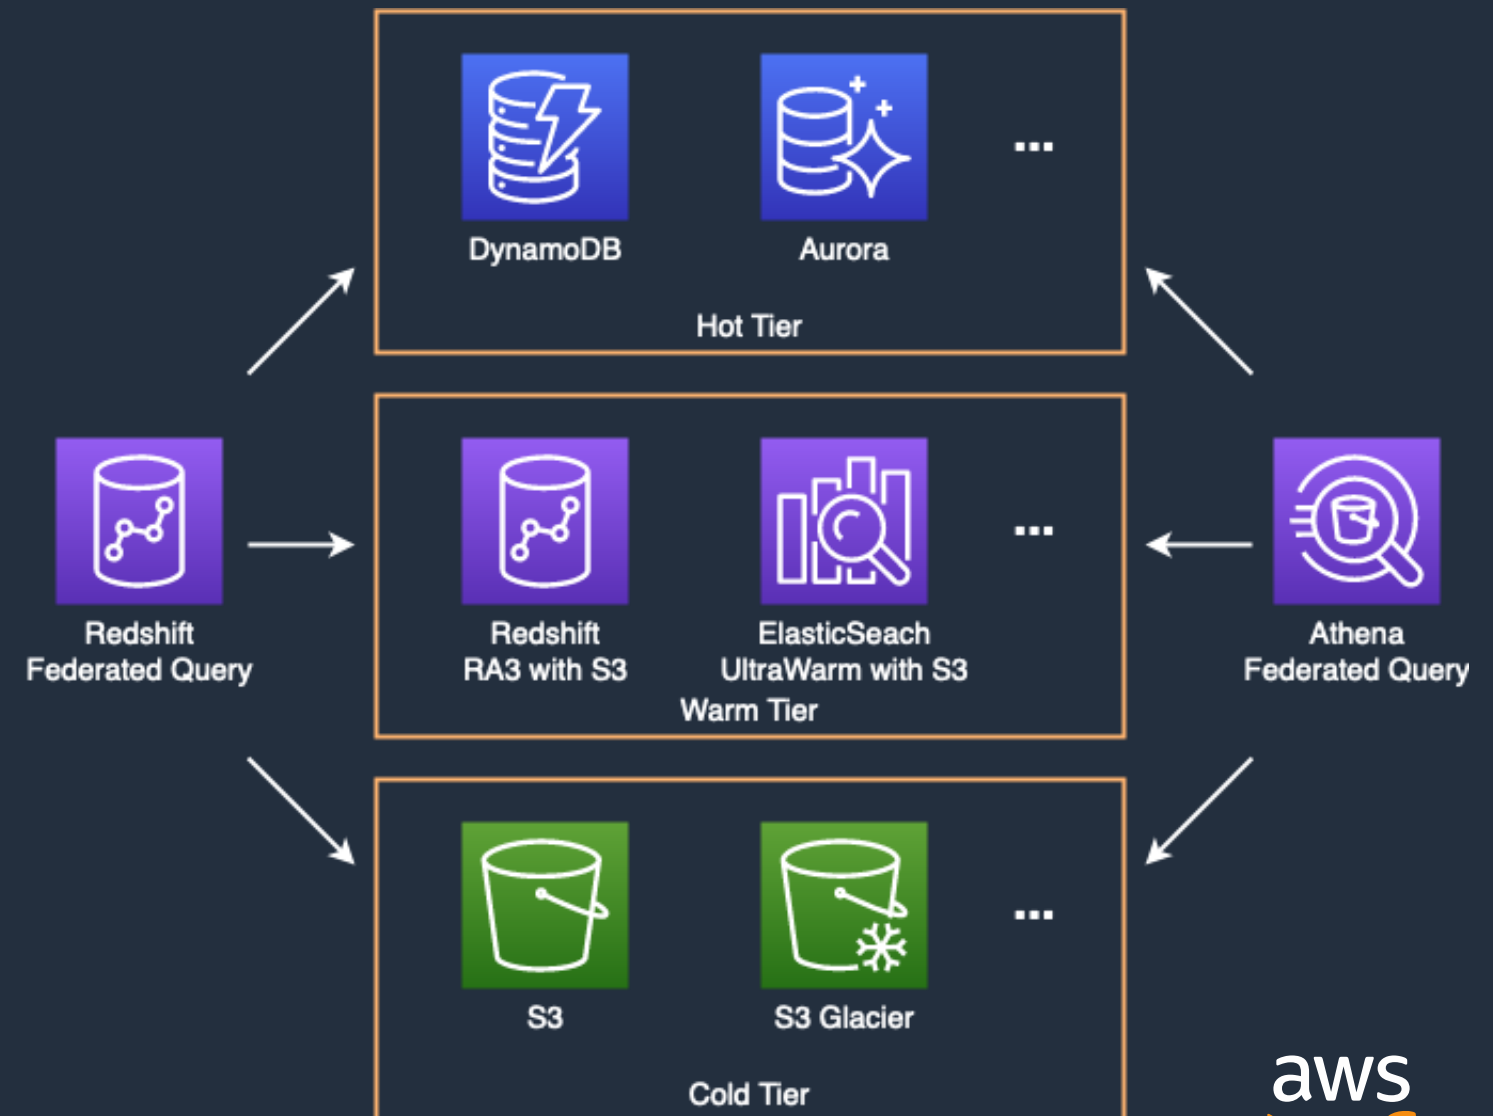 DynamoDB
Aurora
...
Hot Tier
Redshift
Federated Query
Redshift
RA3 with S3
ElasticSeach
UltraWarm with S3
...
Warm Tier
Athena
Federated Query
S3
S3 Glacier
...
Cold Tier
aws